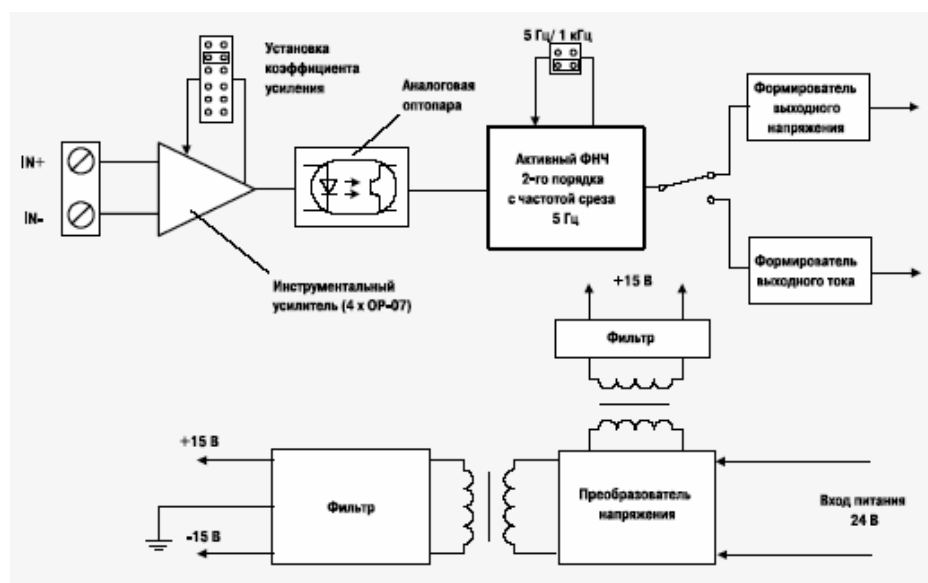 Установка
коэффициента
усиления
5 Гц/ 1 кГц
Аналоговая
оптопара
Формирователь
выходного
напряжения
IN+
IN-
Активный ФНЧ
2-го порядка
с частотой среза
5 Гц
Инструментальный
усилитель (4 x OP-07)
Формирователь
выходного тока
+15 В
Фильтр
+15 В
Фильтр
-15 В
Преобразователь
напряжения
Вход питания
24 В